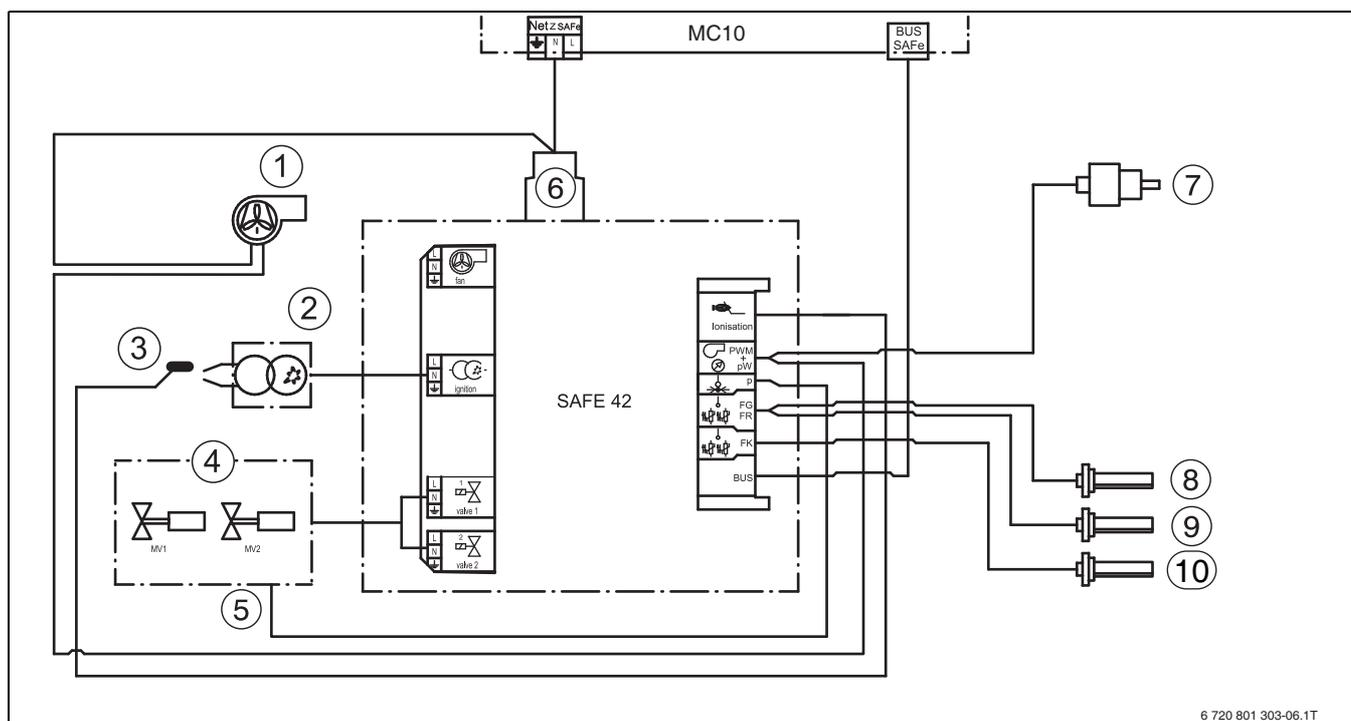 Netz SAFe
N L
MC10
BUS
SAFe
1
6
7
L
N
fan
2
Ionisation
3
PWM
+
pW
L
N
ignition
SAFE 42
p
FG
FR
FK
4
BUS
8
L
N
1
valve 1
9
MV1
MV2
L
N
2
valve 2
10
5
6 720 801 303-06.1T